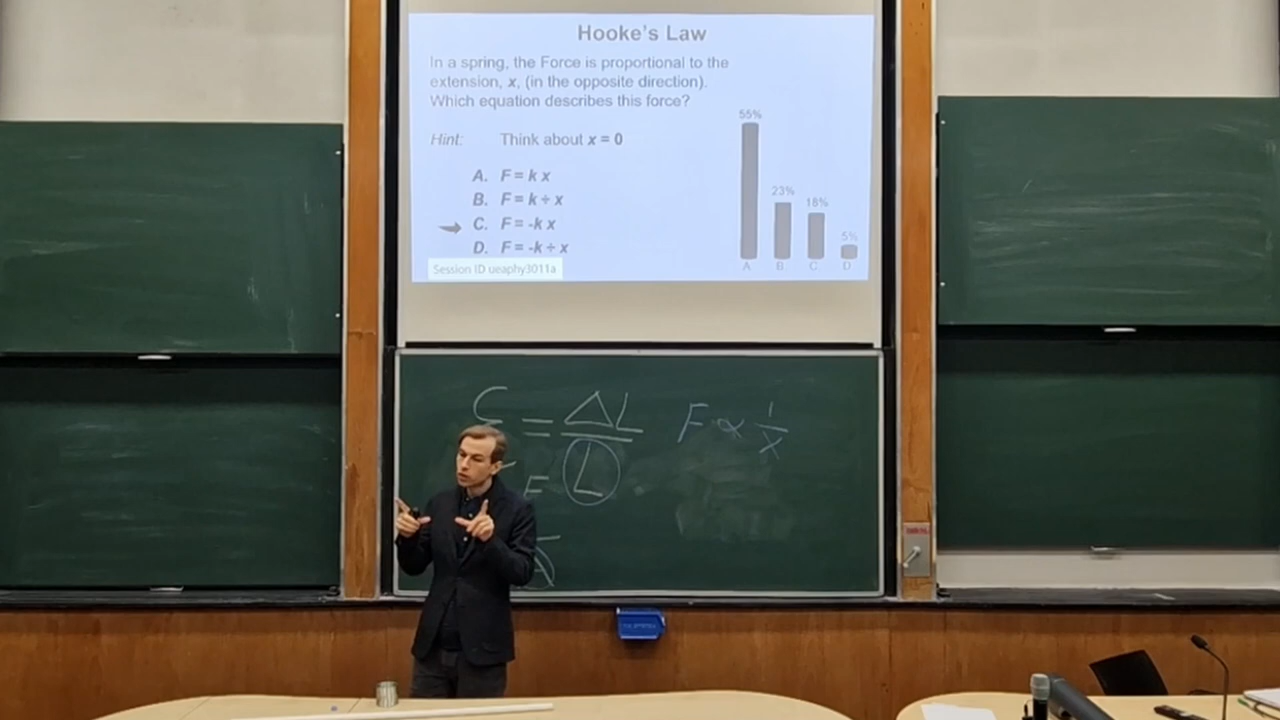 Hooke's Law
In a spring, the Force is proportional to the
extension, x, (in the opposite direction).
Which equation describes this force?
Hint: Think about x = 0
A. F = k x
B. F = k ÷ x
C. F = -k x
D. F = -k ÷ x
Session ID ueaphy3011a
55%
23%
18%
5%
A B C D
= ΔL
L
F ∝ 1
x
F
A